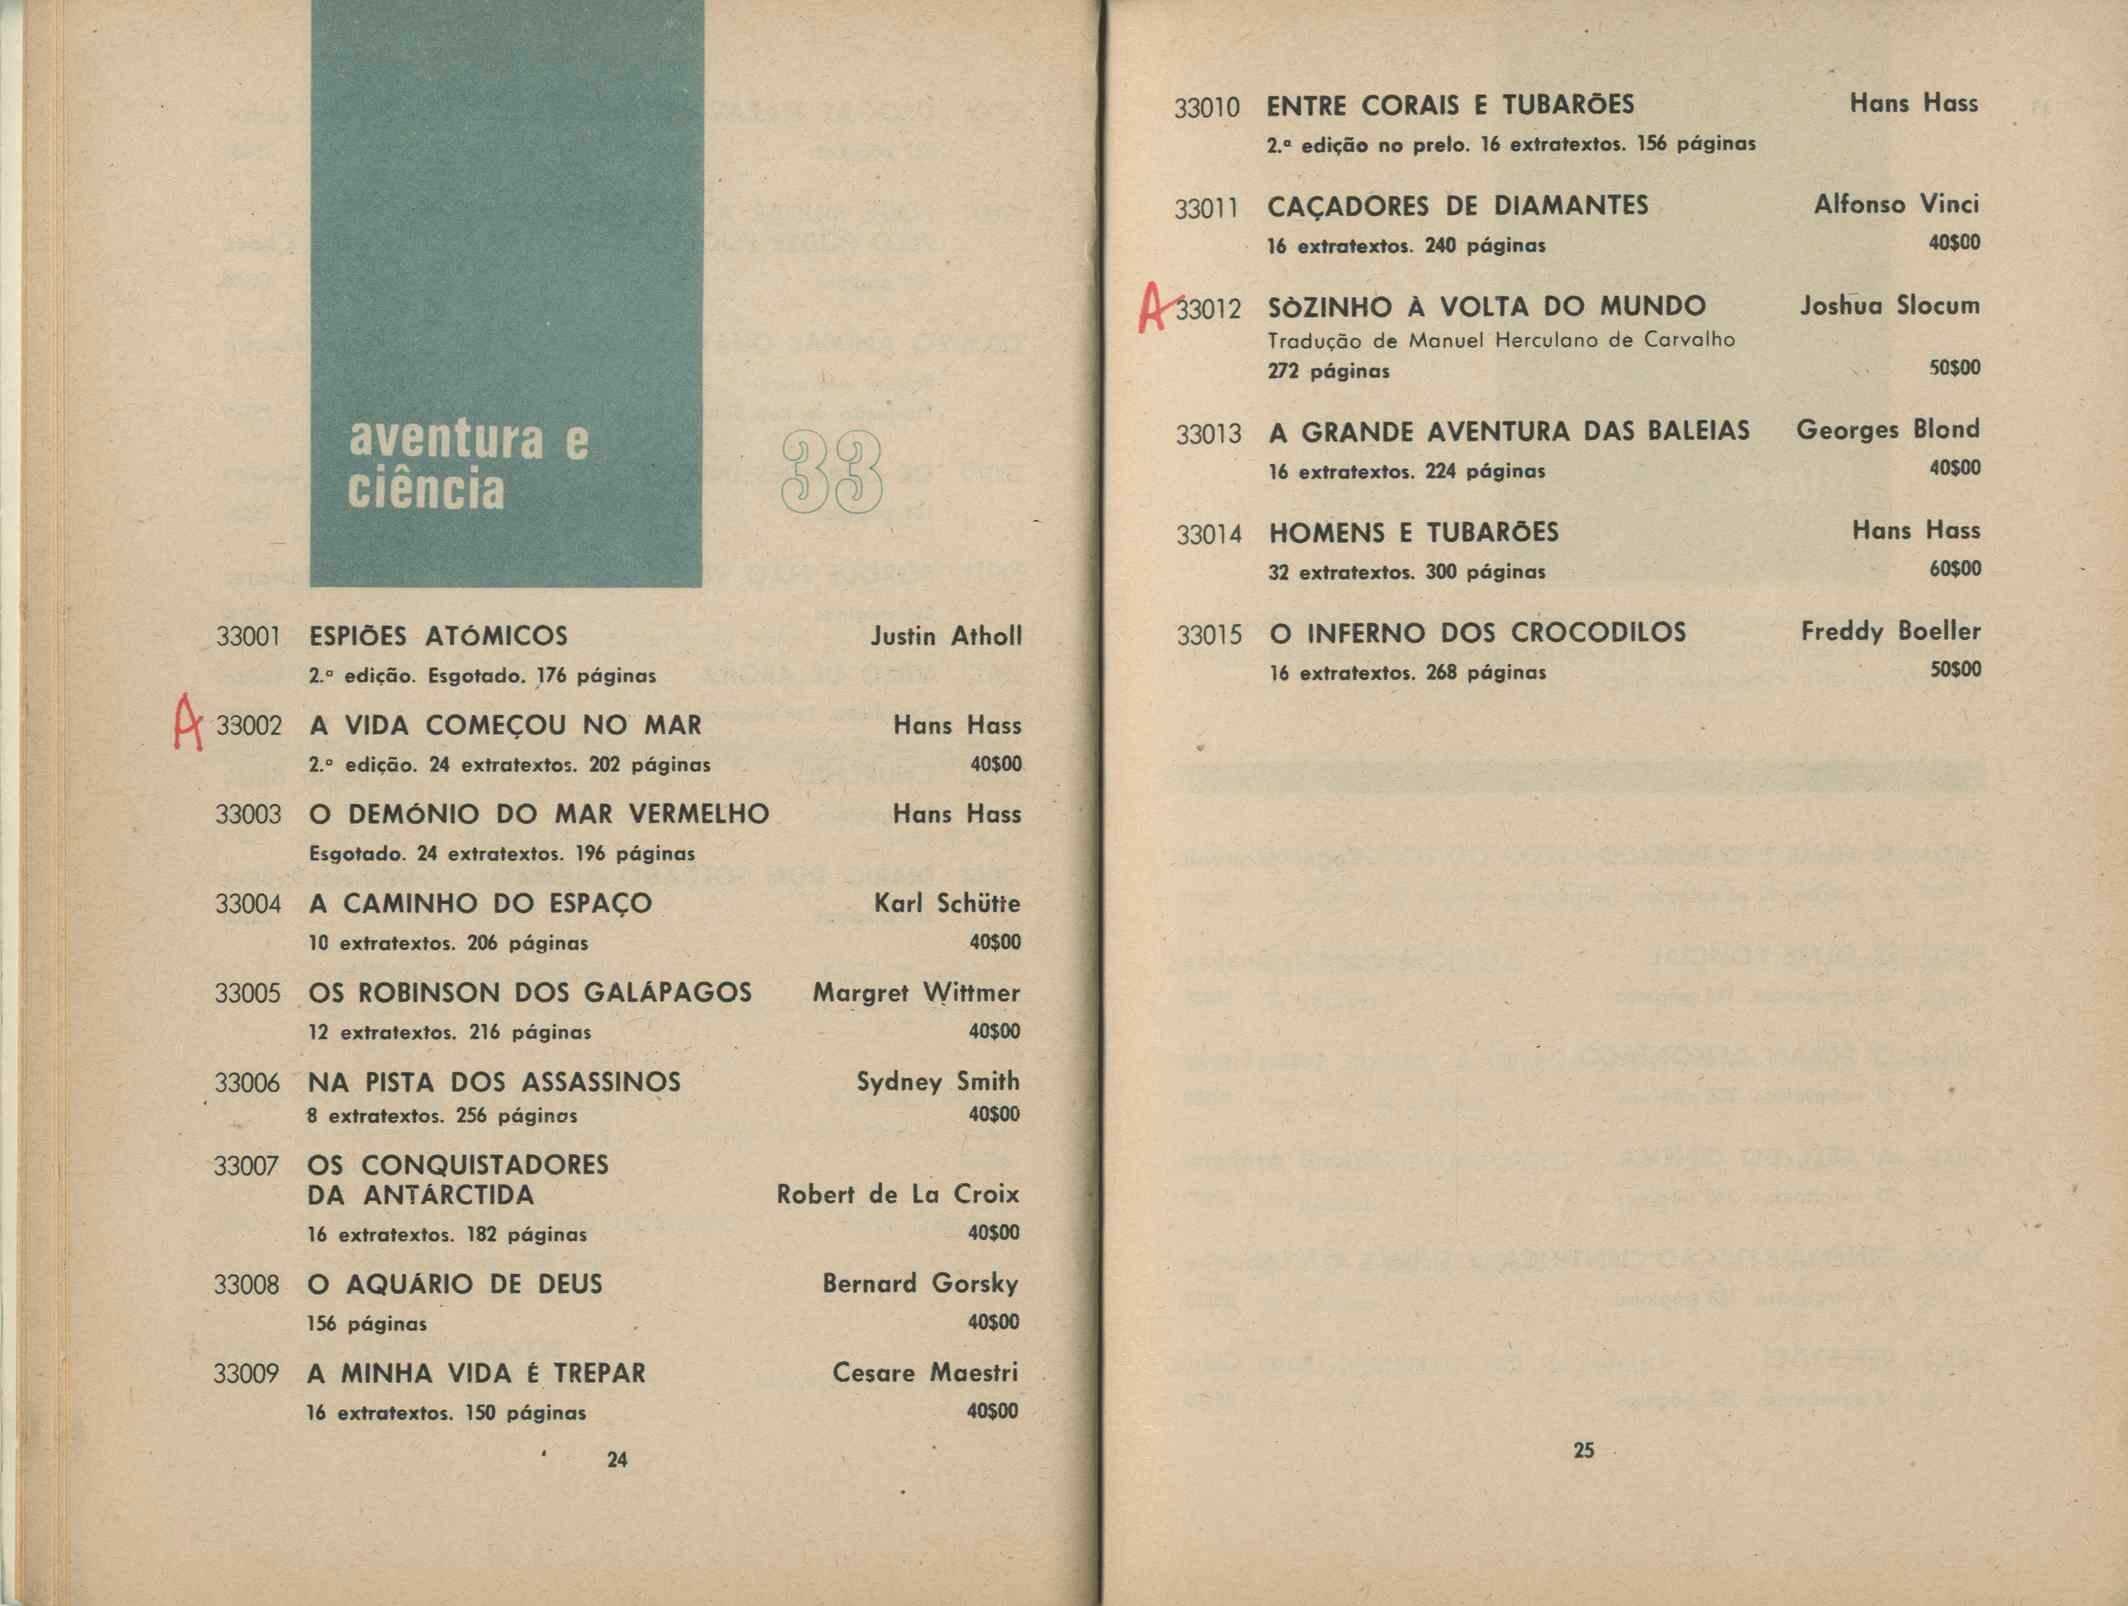 aventura e
ciência
33
33001 ESPIÕES ATÓMICOS Justin Atholl
2.ª edição. Esgotado. 176 páginas
A 33002 A VIDA COMEÇOU NO MAR Hans Hass
2.ª edição. 24 extratextos. 202 páginas 40$00
33003 O DEMÓNIO DO MAR VERMELHO Hans Hass
Esgotado. 24 extratextos. 196 páginas
33004 A CAMINHO DO ESPAÇO Karl Schütte
10 extratextos. 206 páginas 40$00
33005 OS ROBINSON DOS GALÁPAGOS Margret Wittmer
12 extratextos. 216 páginas 40$00
33006 NA PISTA DOS ASSASSINOS Sydney Smith
8 extratextos. 256 páginas 40$00
33007 OS CONQUISTADORES
DA ANTÁRCTIDA Robert de La Croix
16 extratextos. 182 páginas 40$00
33008 O AQUÁRIO DE DEUS Bernard Gorsky
156 páginas 40$00
33009 A MINHA VIDA É TREPAR Cesare Maestri
16 extratextos. 150 páginas 40$00
24
33010 ENTRE CORAIS E TUBARÕES Hans Hass
2.ª edição no prelo. 16 extratextos. 156 páginas
33011 CAÇADORES DE DIAMANTES Alfonso Vinci
16 extratextos. 240 páginas 40$00
A 33012 SÒZINHO À VOLTA DO MUNDO Joshua Slocum
Tradução de Manuel Herculano de Carvalho
272 páginas 50$00
33013 A GRANDE AVENTURA DAS BALEIAS Georges Blond
16 extratextos. 224 páginas 40$00
33014 HOMENS E TUBARÕES Hans Hass
32 extratextos. 300 páginas 60$00
33015 O INFERNO DOS CROCODILOS Freddy Boeller
16 extratextos. 268 páginas 50$00
25